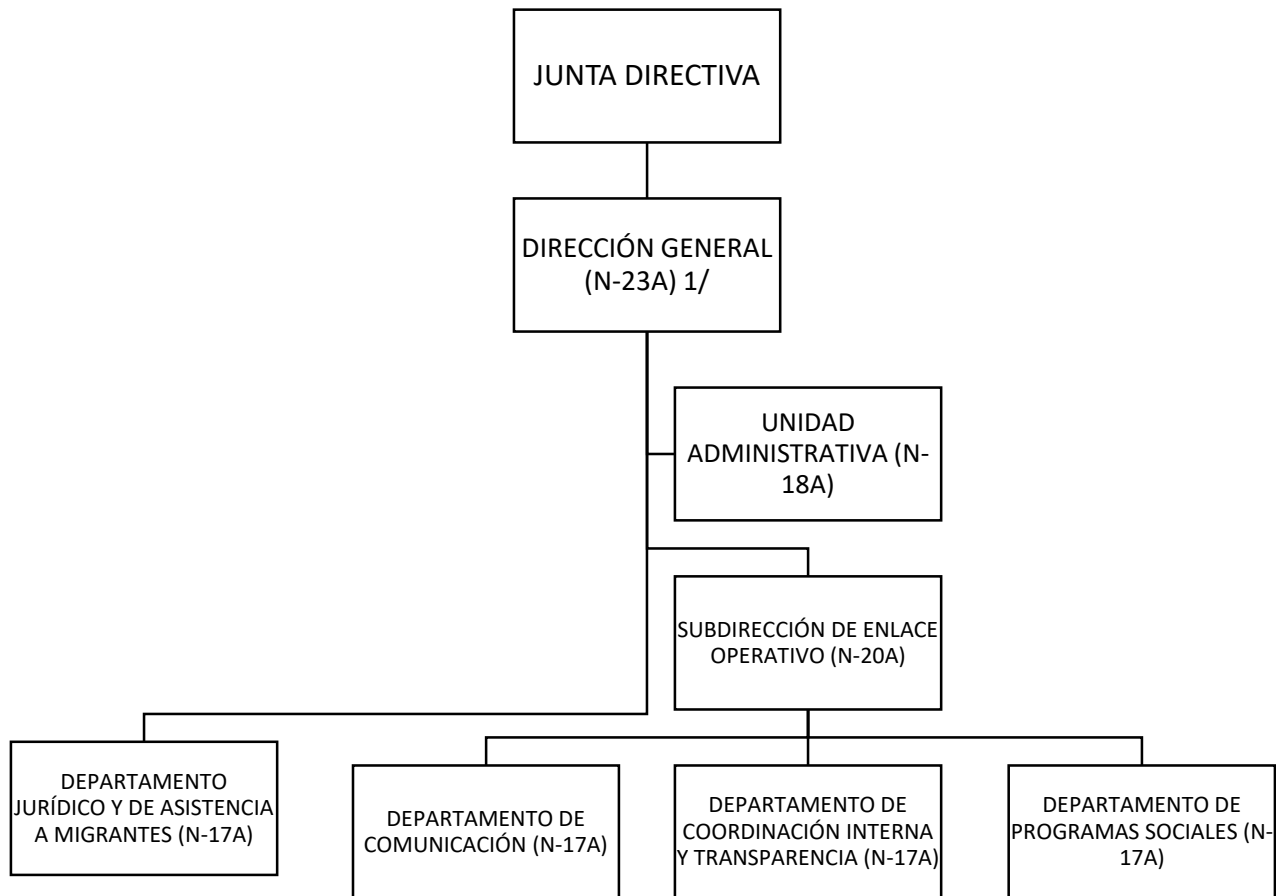 JUNTA DIRECTIVA
DIRECCIÓN GENERAL
(N-23A) 1/
UNIDAD
ADMINISTRATIVA (N-
18A)
SUBDIRECCIÓN DE ENLACE
OPERATIVO (N-20A)
DEPARTAMENTO
JURÍDICO Y DE ASISTENCIA
A MIGRANTES (N-17A)
DEPARTAMENTO DE
COMUNICACIÓN (N-17A)
DEPARTAMENTO DE
COORDINACIÓN INTERNA
Y TRANSPARENCIA (N-17A)
DEPARTAMENTO DE
PROGRAMAS SOCIALES (N-
17A)